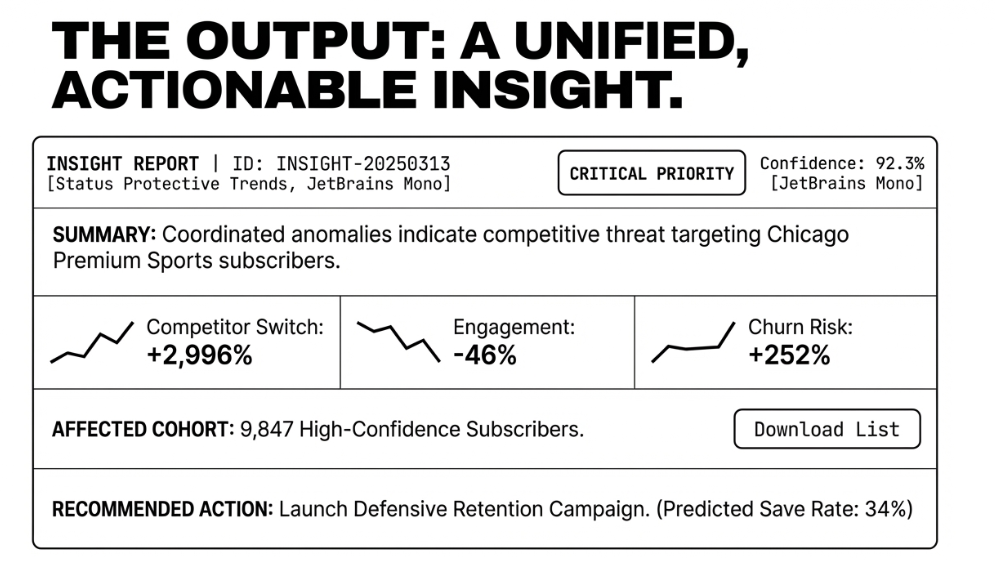 THE OUTPUT: A UNIFIED,
ACTIONABLE INSIGHT.
INSIGHT REPORT | ID: INSIGHT-20250313
[Status Protective Trends, JetBrains Mono]
CRITICAL PRIORITY
Confidence: 92.3%
[JetBrains Mono]
SUMMARY: Coordinated anomalies indicate competitive threat targeting Chicago
Premium Sports subscribers.
Competitor Switch:
+2,996%
Engagement:
-46%
Churn Risk:
+252%
AFFECTED COHORT: 9,847 High-Confidence Subscribers.
Download List
RECOMMENDED ACTION: Launch Defensive Retention Campaign. (Predicted Save Rate: 34%)